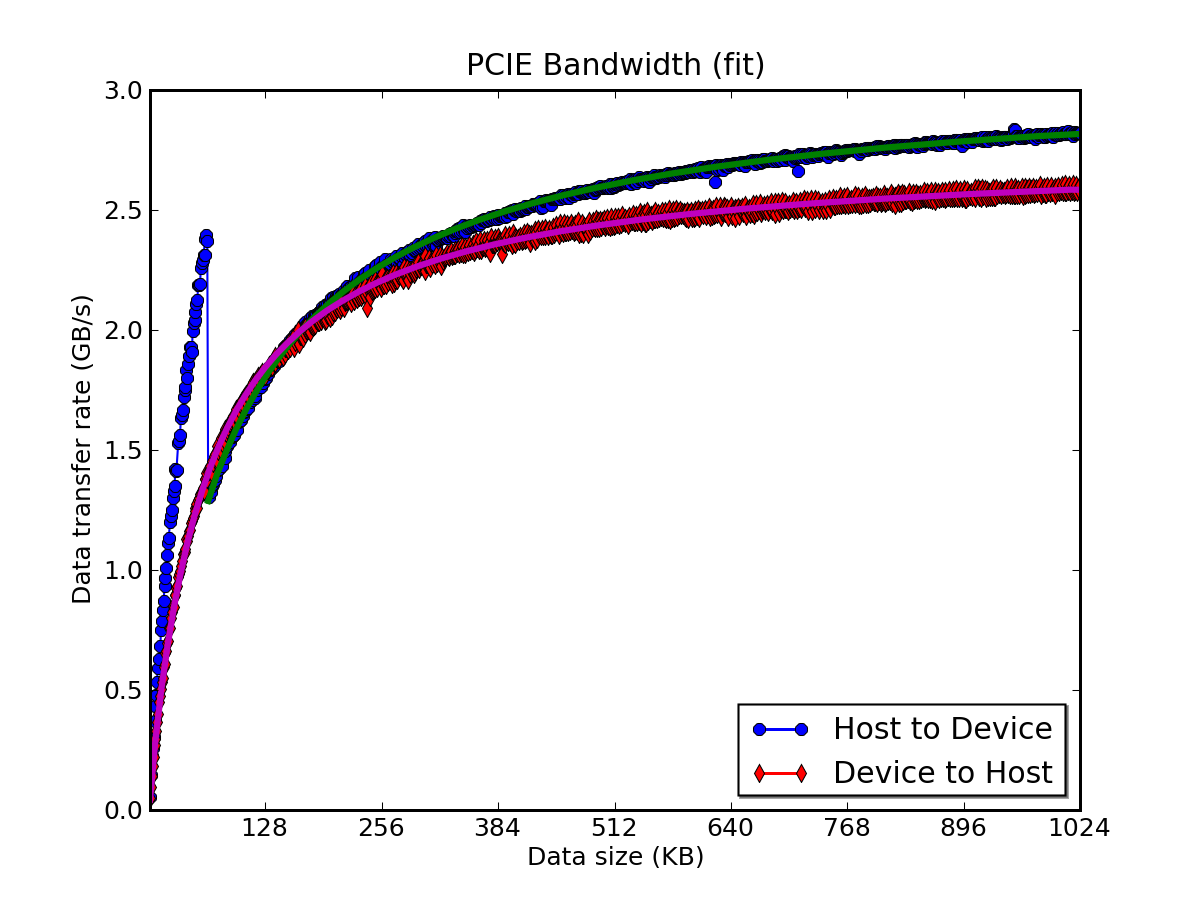 PCIE Bandwidth (fit)
Data transfer rate (GB/s)
3.0
2.5
2.0
1.5
1.0
0.5
0.0
Host to Device
Device to Host
128 256 384 512 640 768 896 1024
Data size (KB)